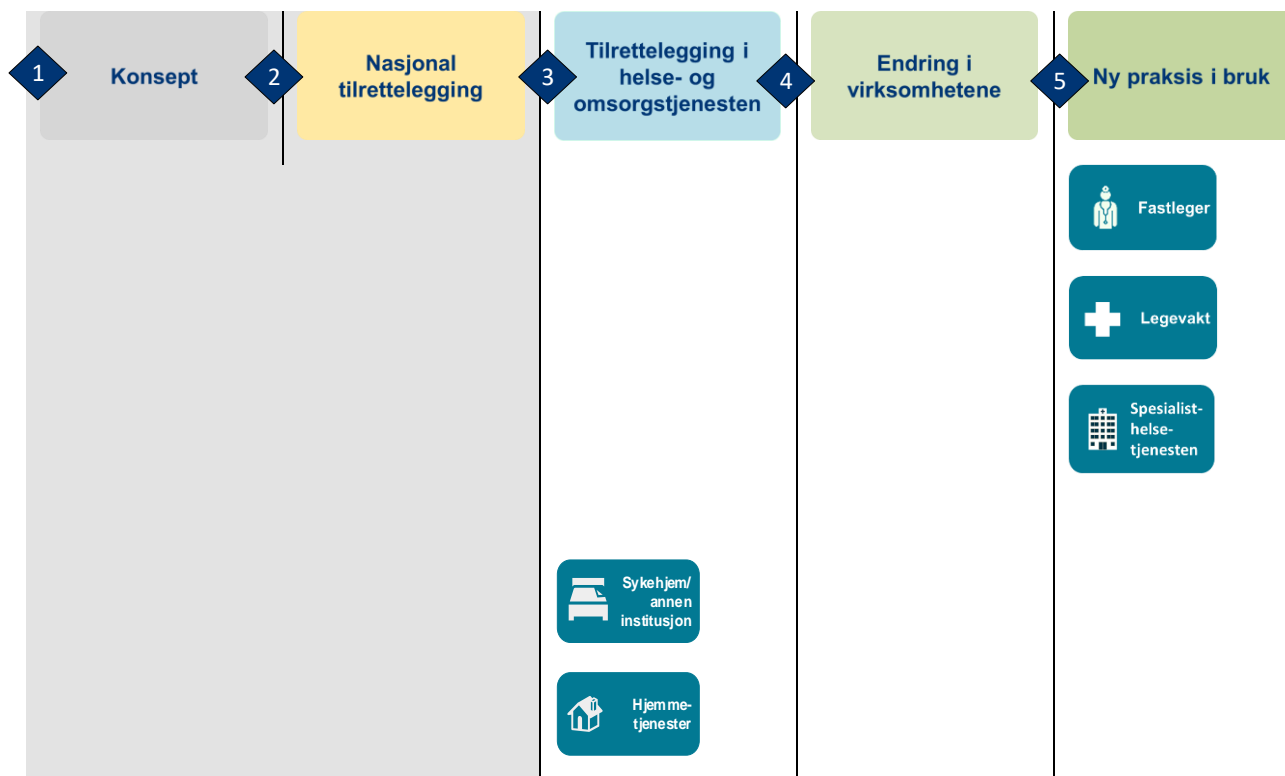 1
Konsept
2
Nasjonal
tilrettelegging
3
Tilrettelegging i
helse- og
omsorgstjenesten
4
Endring i
virksomhetene
5
Ny praksis i bruk
Fastleger
Legevakt
Spesialist-
helse-
tjenesten
Sykehjem/
annen
institusjon
Hjemme-
tjenester